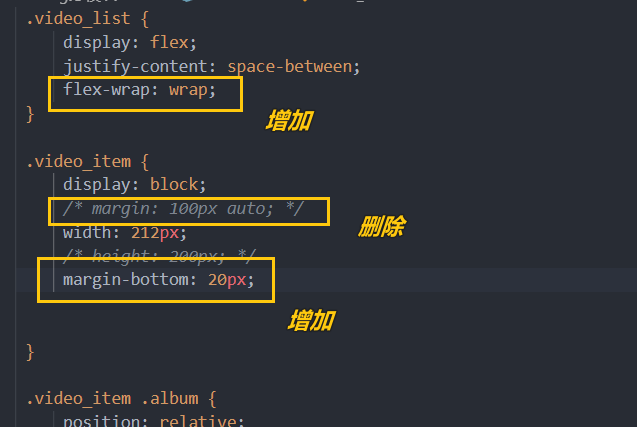 .video_list {
display: flex;
justify-content: space-between;
flex-wrap: wrap;
增加
}
.video_item {
display: block;
/* margin: 100px auto; */
删除
width: 212px;
/* height: 200px; */
margin-bottom: 20px;
增加
}
.video_item .album {
position: relative;